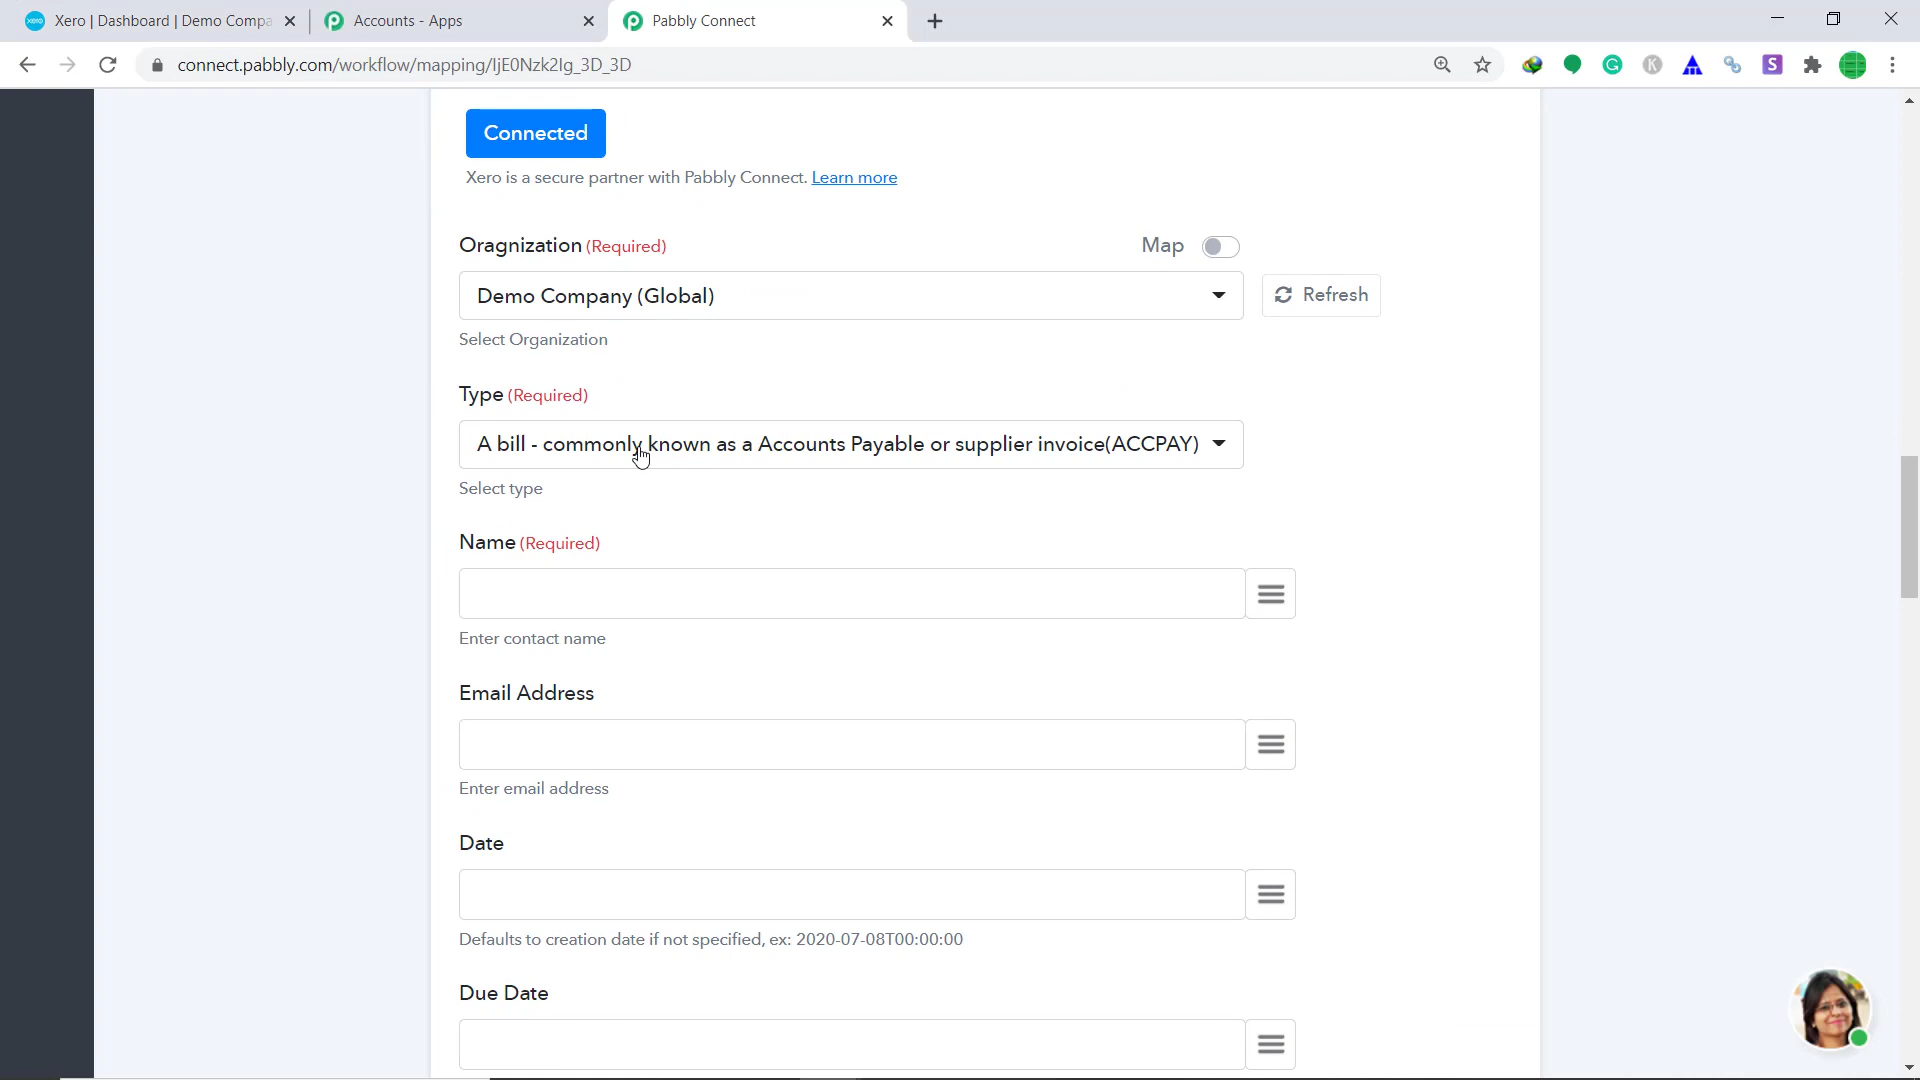 Xero | Dashboard | Demo Compa
Accounts - Apps
Pabbly Connect
connect.pabbly.com/workflow/mapping/IjE0Nzk2Ig_3D_3D
Connected
Xero is a secure partner with Pabbly Connect. Learn more
Oragnization (Required)
Map
Demo Company (Global)
Refresh
Select Organization
Type (Required)
A bill - commonly known as a Accounts Payable or supplier invoice(ACCPAY)
Select type
Name (Required)
Enter contact name
Email Address
Enter email address
Date
Defaults to creation date if not specified, ex: 2020-07-08T00:00:00
Due Date